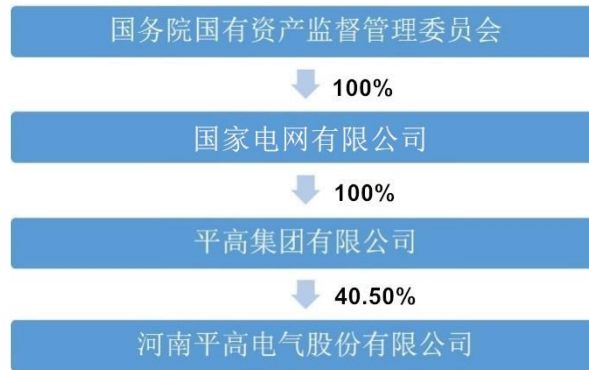 国务院国有资产监督管理委员会
100%
国家电网有限公司
100%
平高集团有限公司
40.50%
河南平高电气股份有限公司